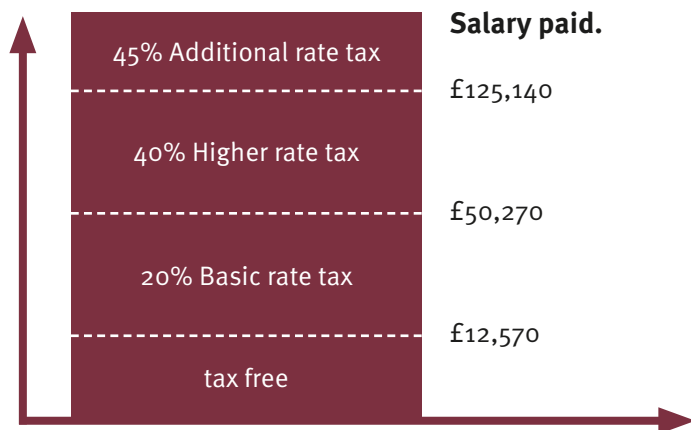 Salary paid.
45% Additional rate tax
£125,140
40% Higher rate tax
£50,270
20% Basic rate tax
£12,570
tax free